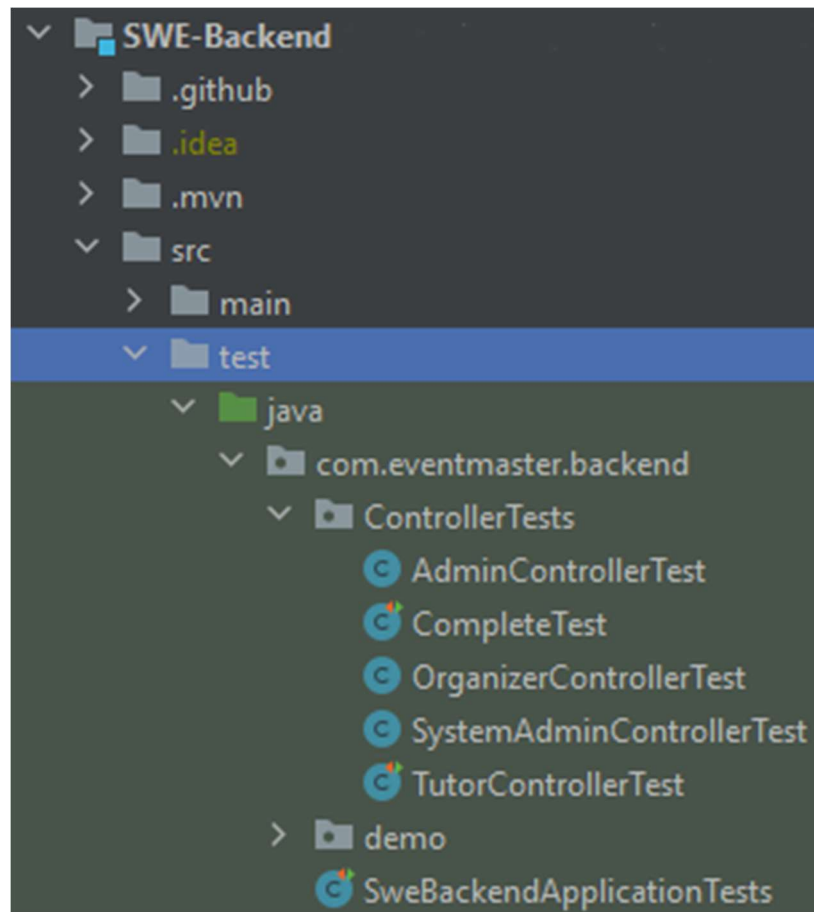 SWE-Backend
.github
.idea
.mvn
src
main
test
java
com.eventmaster.backend
ControllerTests
AdminControllerTest
CompleteTest
OrganizerControllerTest
SystemAdminControllerTest
TutorControllerTest
demo
SweBackendApplicationTests